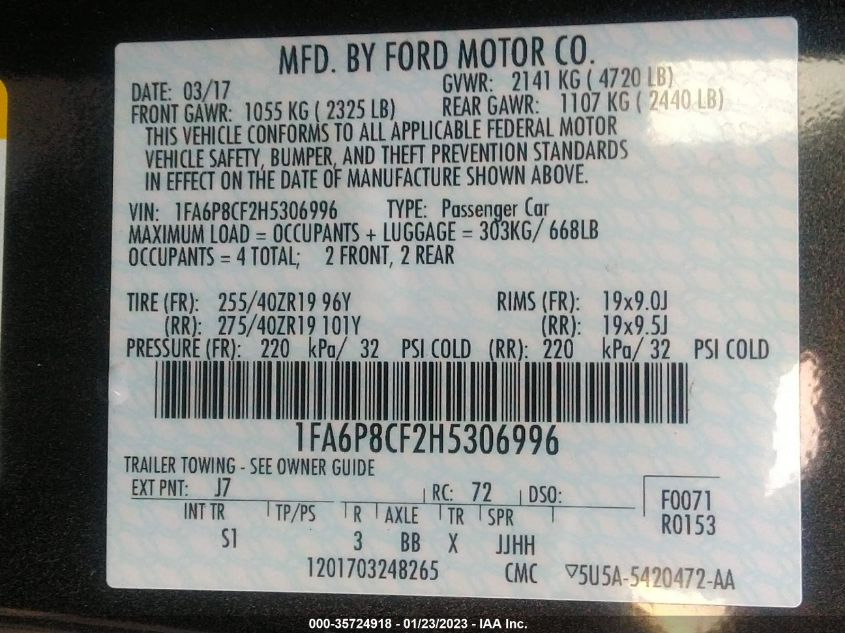 MFD. BY FORD MOTOR CO.
DATE: 03/17 GVWR: 2141 KG ( 4720 LB)
FRONT GAWR: 1055 KG ( 2325 LB) REAR GAWR: 1107 KG ( 2440 LB)
THIS VEHICLE CONFORMS TO ALL APPLICABLE FEDERAL MOTOR
VEHICLE SAFETY, BUMPER, AND THEFT PREVENTION STANDARDS
IN EFFECT ON THE DATE OF MANUFACTURE SHOWN ABOVE.
VIN: 1FA6P8CF2H5306996 TYPE: Passenger Car
MAXIMUM LOAD = OCCUPANTS + LUGGAGE = 303KG/ 668LB
OCCUPANTS = 4 TOTAL; 2 FRONT, 2 REAR
TIRE (FR): 255/40ZR19 96Y RIMS (FR): 19x9.0J
(RR): 275/40ZR19 101Y (RR): 19x9.5J
PRESSURE (FR): 220 kPa/ 32 PSI COLD (RR): 220 kPa/ 32 PSI COLD
1FA6P8CF2H5306996
TRAILER TOWING - SEE OWNER GUIDE
EXT PNT: J7 RC: 72 DSO: F0071
INT TR TP/PS R AXLE TR SPR R0153
S1 3 BB X JJHH
1201703248265 CMC ▽5U5A-5420472-AA
000-35724918 - 01/23/2023 - IAA Inc.